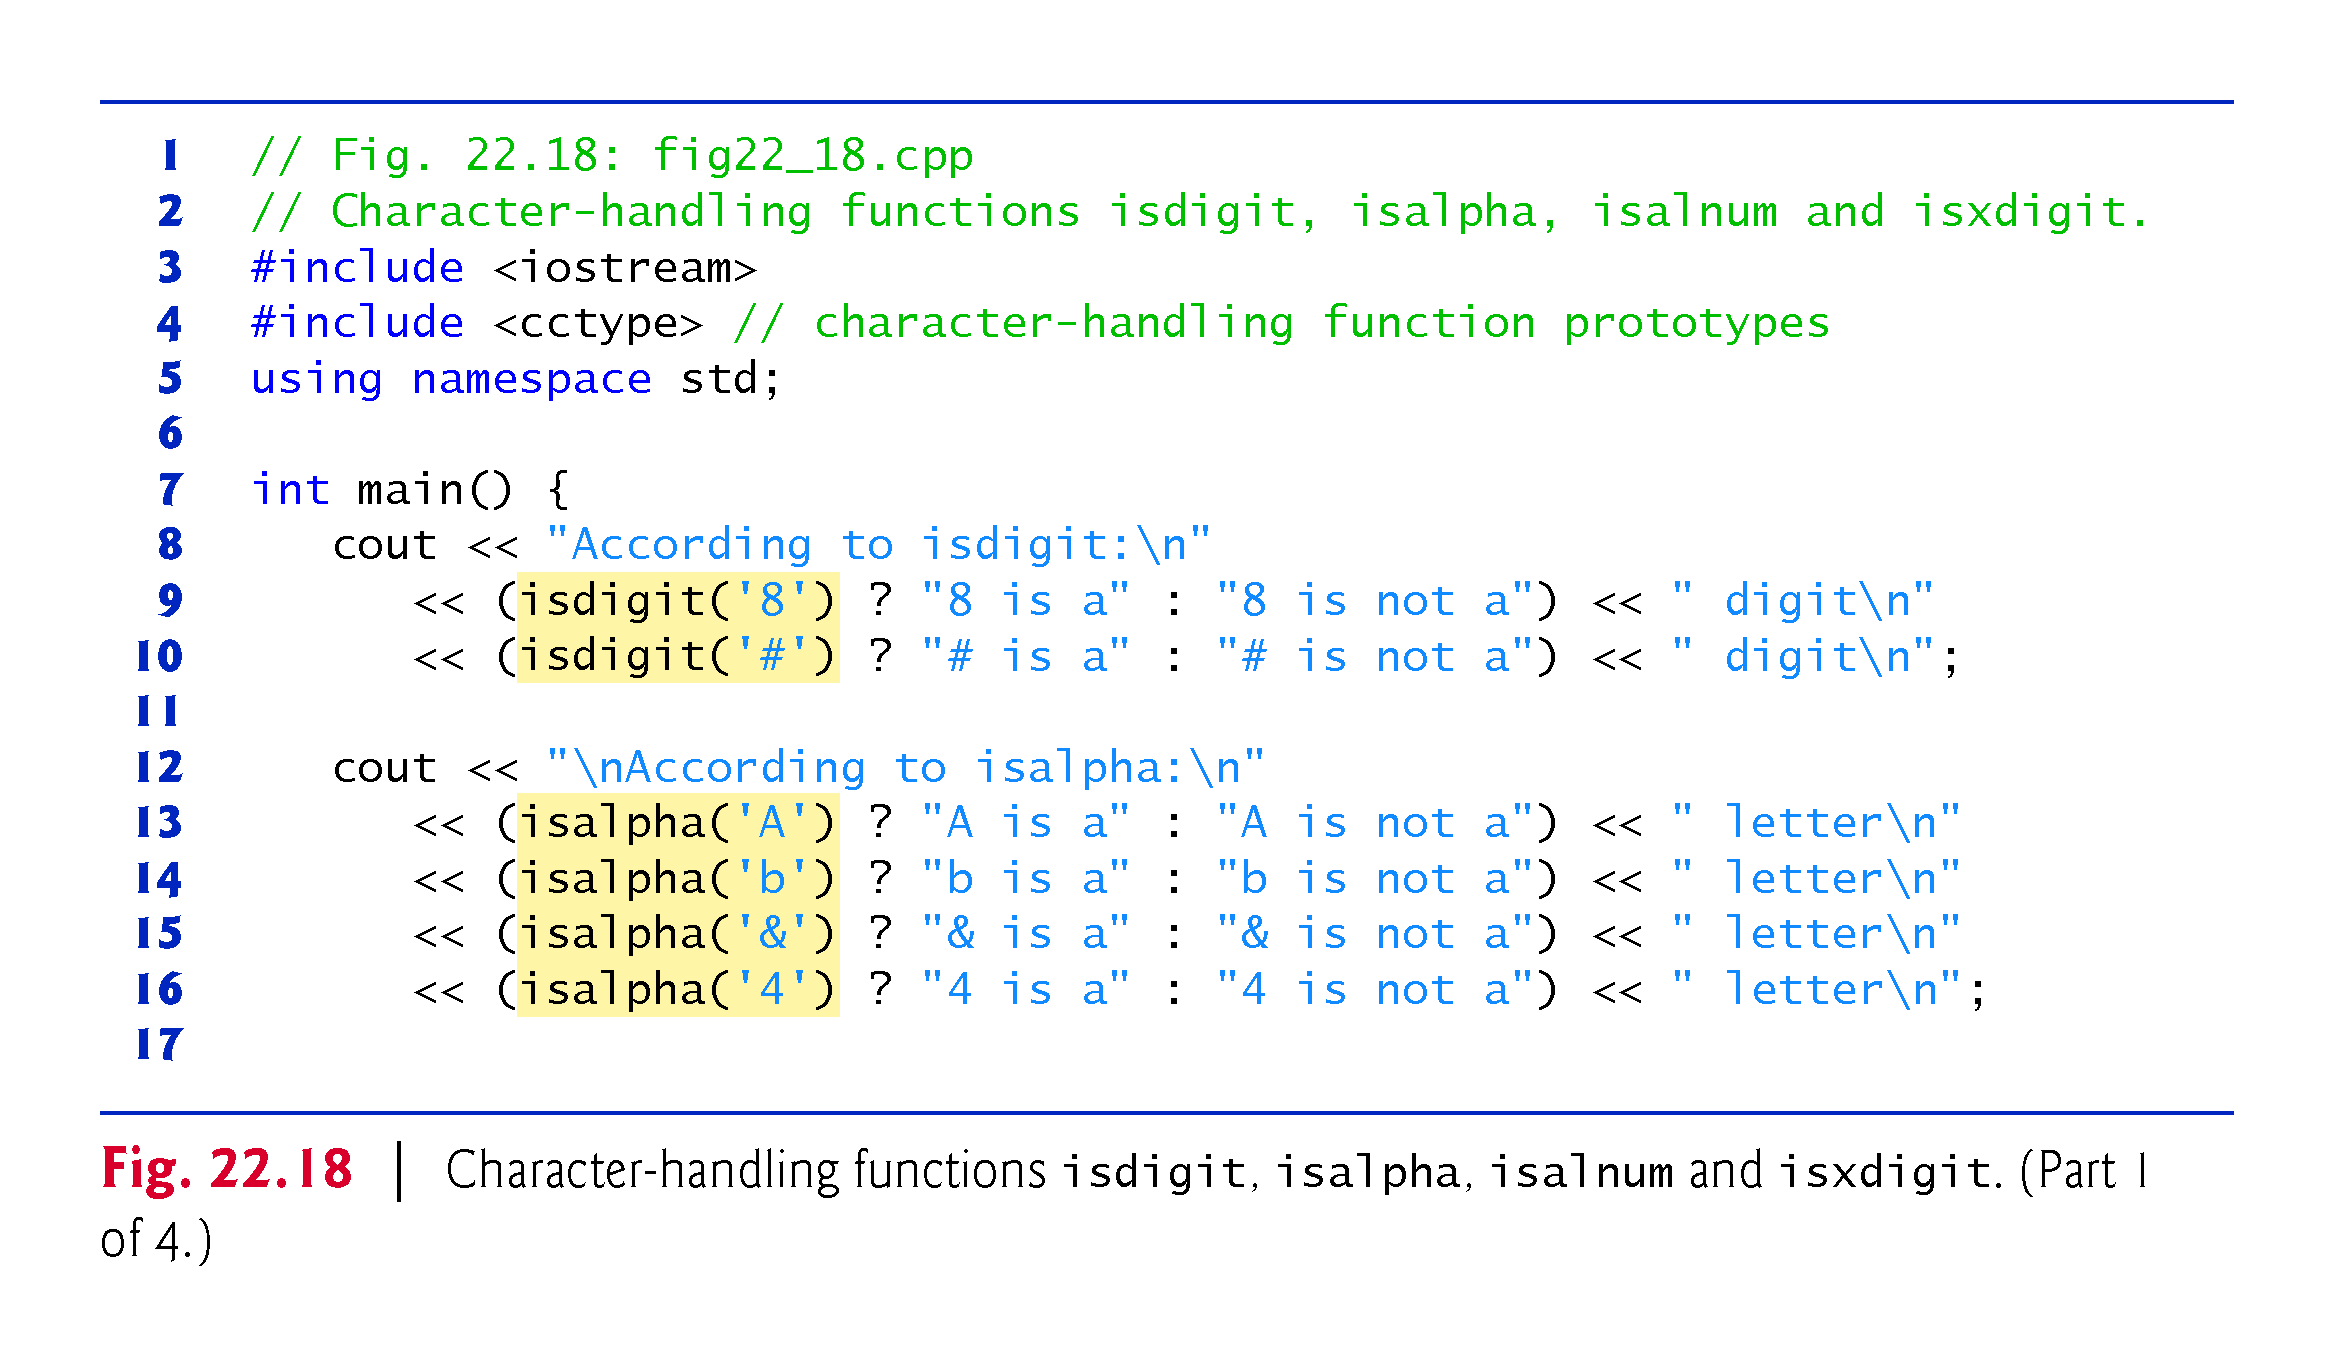 1 // Fig. 22.18: fig22_18.cpp
2 // Character-handling functions isdigit, isalpha, isalnum and isxdigit.
3 #include <iostream>
4 #include <cctype> // character-handling function prototypes
5 using namespace std;
6
7 int main() {
8    cout << "According to isdigit:\n"
9       << (isdigit('8') ? "8 is a" : "8 is not a") << " digit\n"
10       << (isdigit('#') ? "# is a" : "# is not a") << " digit\n";
11
12    cout << "\nAccording to isalpha:\n"
13       << (isalpha('A') ? "A is a" : "A is not a") << " letter\n"
14       << (isalpha('b') ? "b is a" : "b is not a") << " letter\n"
15       << (isalpha('&') ? "& is a" : "& is not a") << " letter\n"
16       << (isalpha('4') ? "4 is a" : "4 is not a") << " letter\n";
17
Fig. 22.18 | Character-handling functions isdigit, isalpha, isalnum and isxdigit. (Part 1
of 4.)